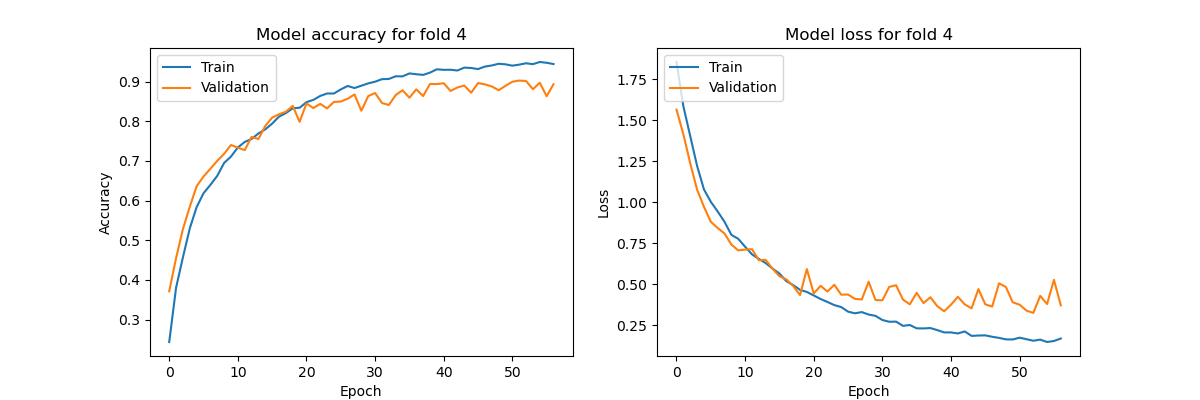 Model accuracy for fold 4
Train
Validation
0.9
0.8
0.7
0.6
0.5
0.4
0.3
Accuracy
0
10
20
30
40
50
Epoch
Model loss for fold 4
Train
Validation
1.75
1.50
1.25
1.00
0.75
0.50
0.25
Loss
0
10
20
30
40
50
Epoch